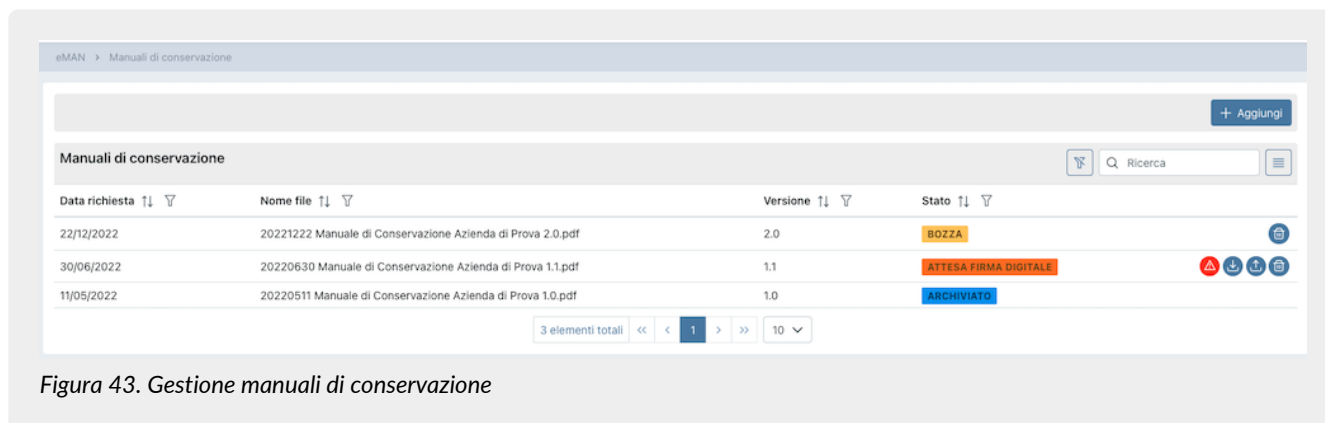 eMAN > Manuali di conservazione
+ Aggiungi
Manuali di conservazione
Ricerca
Data richiesta Nome file Versione Stato
22/12/2022 20221222 Manuale di Conservazione Azienda di Prova 2.0.pdf 2.0 BOZZA
30/06/2022 20220630 Manuale di Conservazione Azienda di Prova 1.1.pdf 1.1 ATTESA FIRMA DIGITALE
11/05/2022 20220511 Manuale di Conservazione Azienda di Prova 1.0.pdf 1.0 ARCHIVIATO
3 elementi totali << < 1 > >> 10
Figura 43. Gestione manuali di conservazione